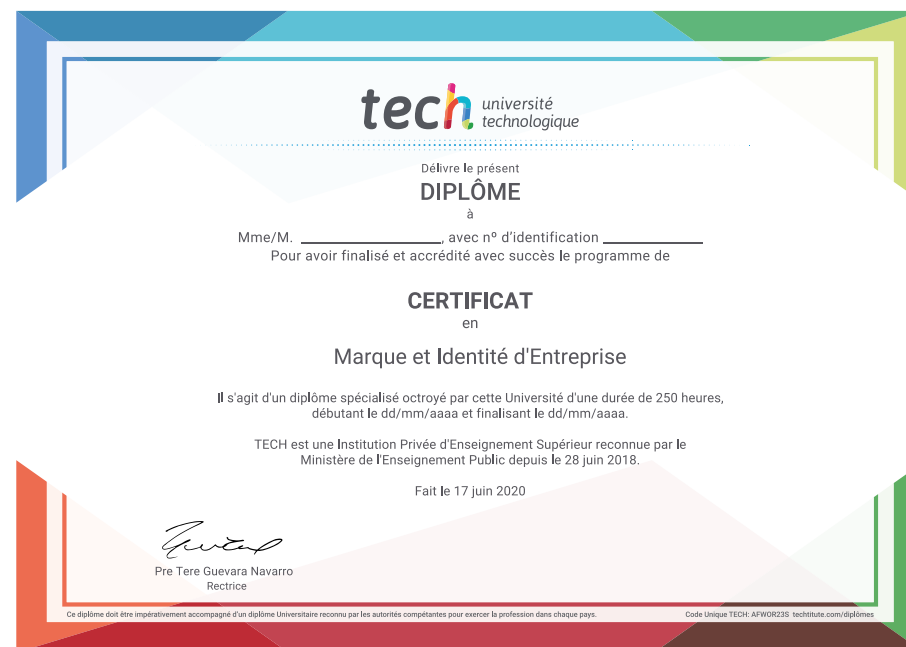 tech université
technologique
Délivre le présent
DIPLÔME
à
Mme/M. ____________________, avec nº d'identification ______________
Pour avoir finalisé et accrédité avec succès le programme de
CERTIFICAT
en
Marque et Identité d'Entreprise
Il s'agit d'un diplôme spécialisé octroyé par cette Université d'une durée de 250 heures,
débutant le dd/mm/aaaa et finalisant le dd/mm/aaaa.
TECH est une Institution Privée d'Enseignement Supérieur reconnue par le
Ministère de l'Enseignement Public depuis le 28 juin 2018.
Fait le 17 juin 2020
Pre Tere Guevara Navarro
Rectrice
Ce diplôme doit être impérativement accompagné d'un diplôme Universitaire reconnu par les autorités compétantes pour exercer la profession dans chaque pays.
Code Unique TECH: AFWOR23S techtitute.com/diplômes